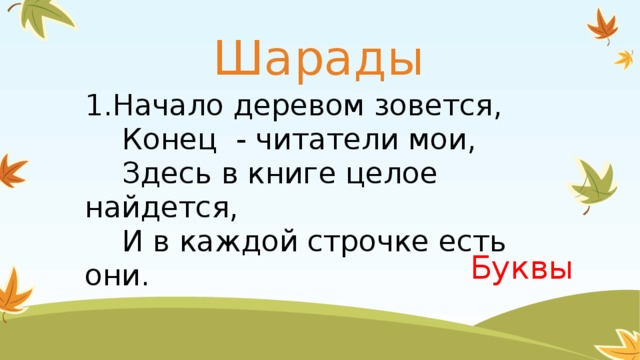 Шарады
1.Начало деревом зовется,
Конец - читатели мои,
Здесь в книге целое
найдется,
И в каждой строчке есть
они.
Буквы